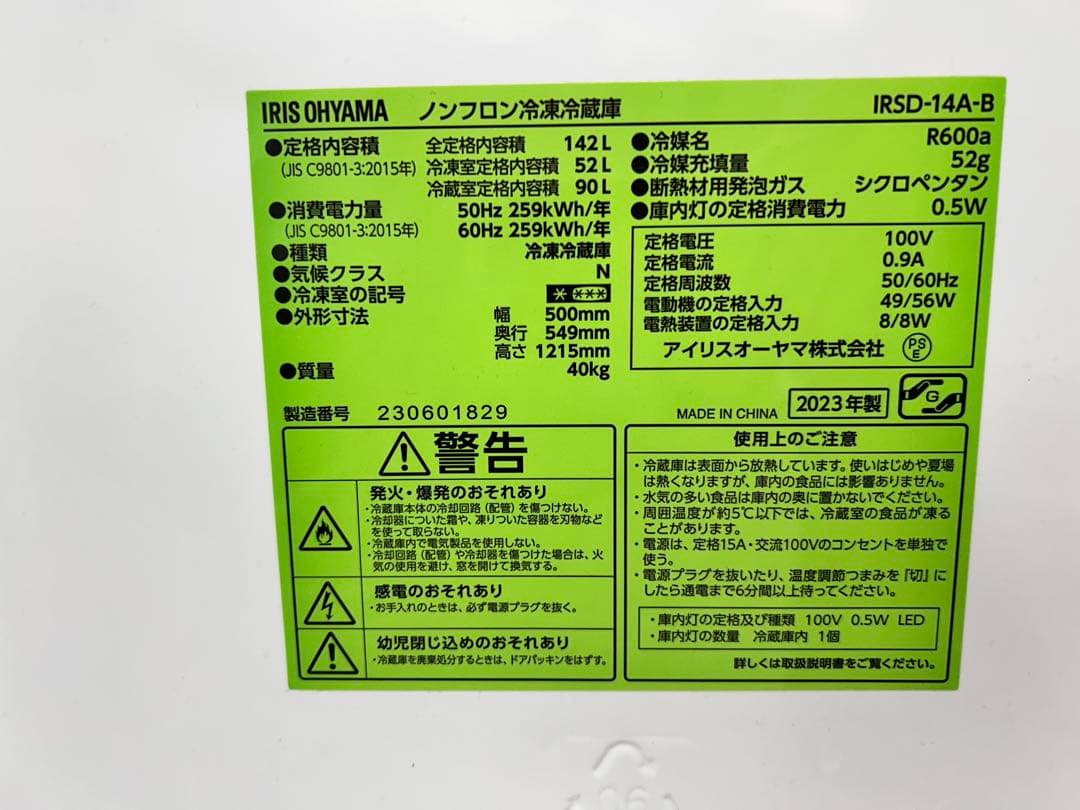 IRIS OHYAMA ノンフロン冷凍冷蔵庫 IRSD-14A-B
●定格内容積 全定格内容積 142L
(JIS C9801-3:2015年) 冷凍室定格内容積 52L
冷蔵室定格内容積 90L
●消費電力量 50Hz 259kWh/年
(JIS C9801-3:2015年) 60Hz 259kWh/年
●種類 冷凍冷蔵庫
●気候クラス N
●冷凍室の記号 * ***
●外形寸法 幅 500mm
奥行 549mm
高さ 1215mm
●質量 40kg
●冷媒名 R600a
●冷媒充填量 52g
●断熱材用発泡ガス シクロペンタン
●庫内灯の定格消費電力 0.5W
定格電圧 100V
定格電流 0.9A
定格周波数 50/60Hz
電動機の定格入力 49/56W
電熱装置の定格入力 8/8W
アイリスオーヤマ株式会社 PS E
製造番号 230601829
MADE IN CHINA 2023年製 G
警告
発火・爆発のおそれあり
・冷蔵庫本体の冷却回路（配管）を傷つけない。
・冷却器についた霜や、凍りついた容器を刃物など
を使って取らない。
・冷蔵庫内で電気製品を使用しない。
・冷却回路（配管）や冷却器を傷つけた場合は、火
気の使用を避け、窓を開けて換気する。
感電のおそれあり
・お手入れのときは、必ず電源プラグを抜く。
幼児閉じ込めのおそれあり
・冷蔵庫を廃棄処分するときは、ドアパッキンをはずす。
使用上のご注意
・冷蔵庫は表面から放熱しています。使いはじめや夏場
は熱くなりますが、庫内の食品には影響ありません。
・水気の多い食品は庫内の奥に置かないでください。
・周囲温度が約5℃以下では、冷蔵室の食品が凍る
ことがあります。
・電源は、定格15A・交流100Vのコンセントを単独で
使う。
・電源プラグを抜いたり、温度調節つまみを「切」に
したら通電まで6分間以上待ってください。
・庫内灯の定格及び種類 100V 0.5W LED
・庫内灯の数量 冷蔵庫内 1個
詳しくは取扱説明書をご覧ください。